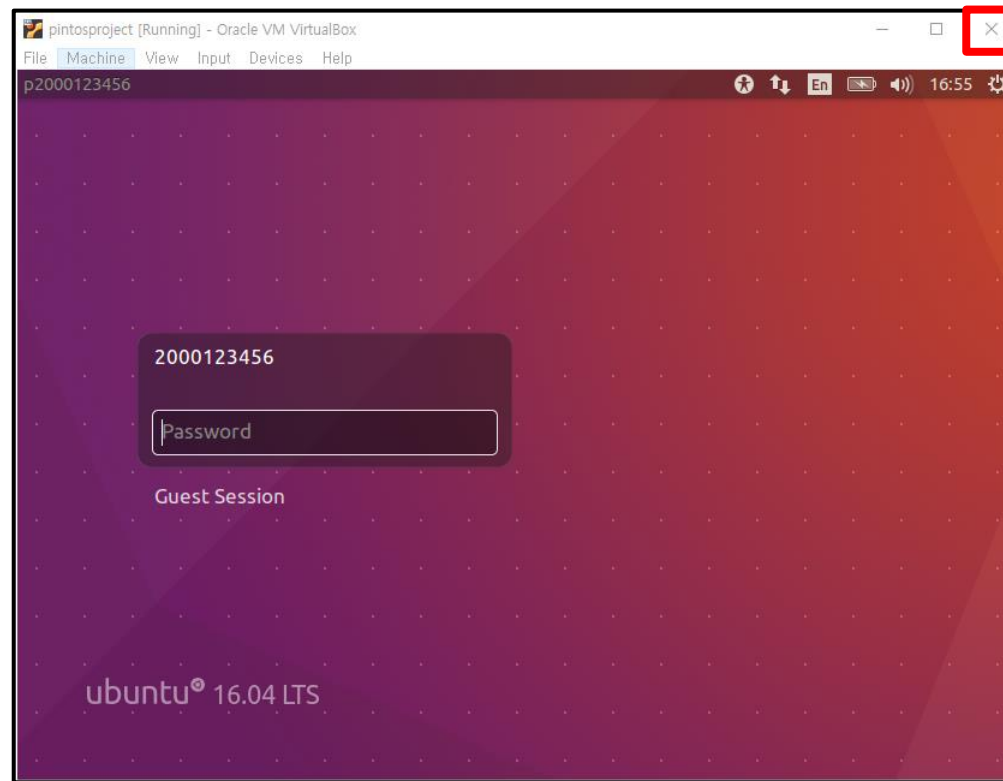 pintosproject [Running] - Oracle VM VirtualBox
File Machine View Input Devices Help
p2000123456 En 16:55
2000123456
Password
Guest Session
ubuntu® 16.04 LTS